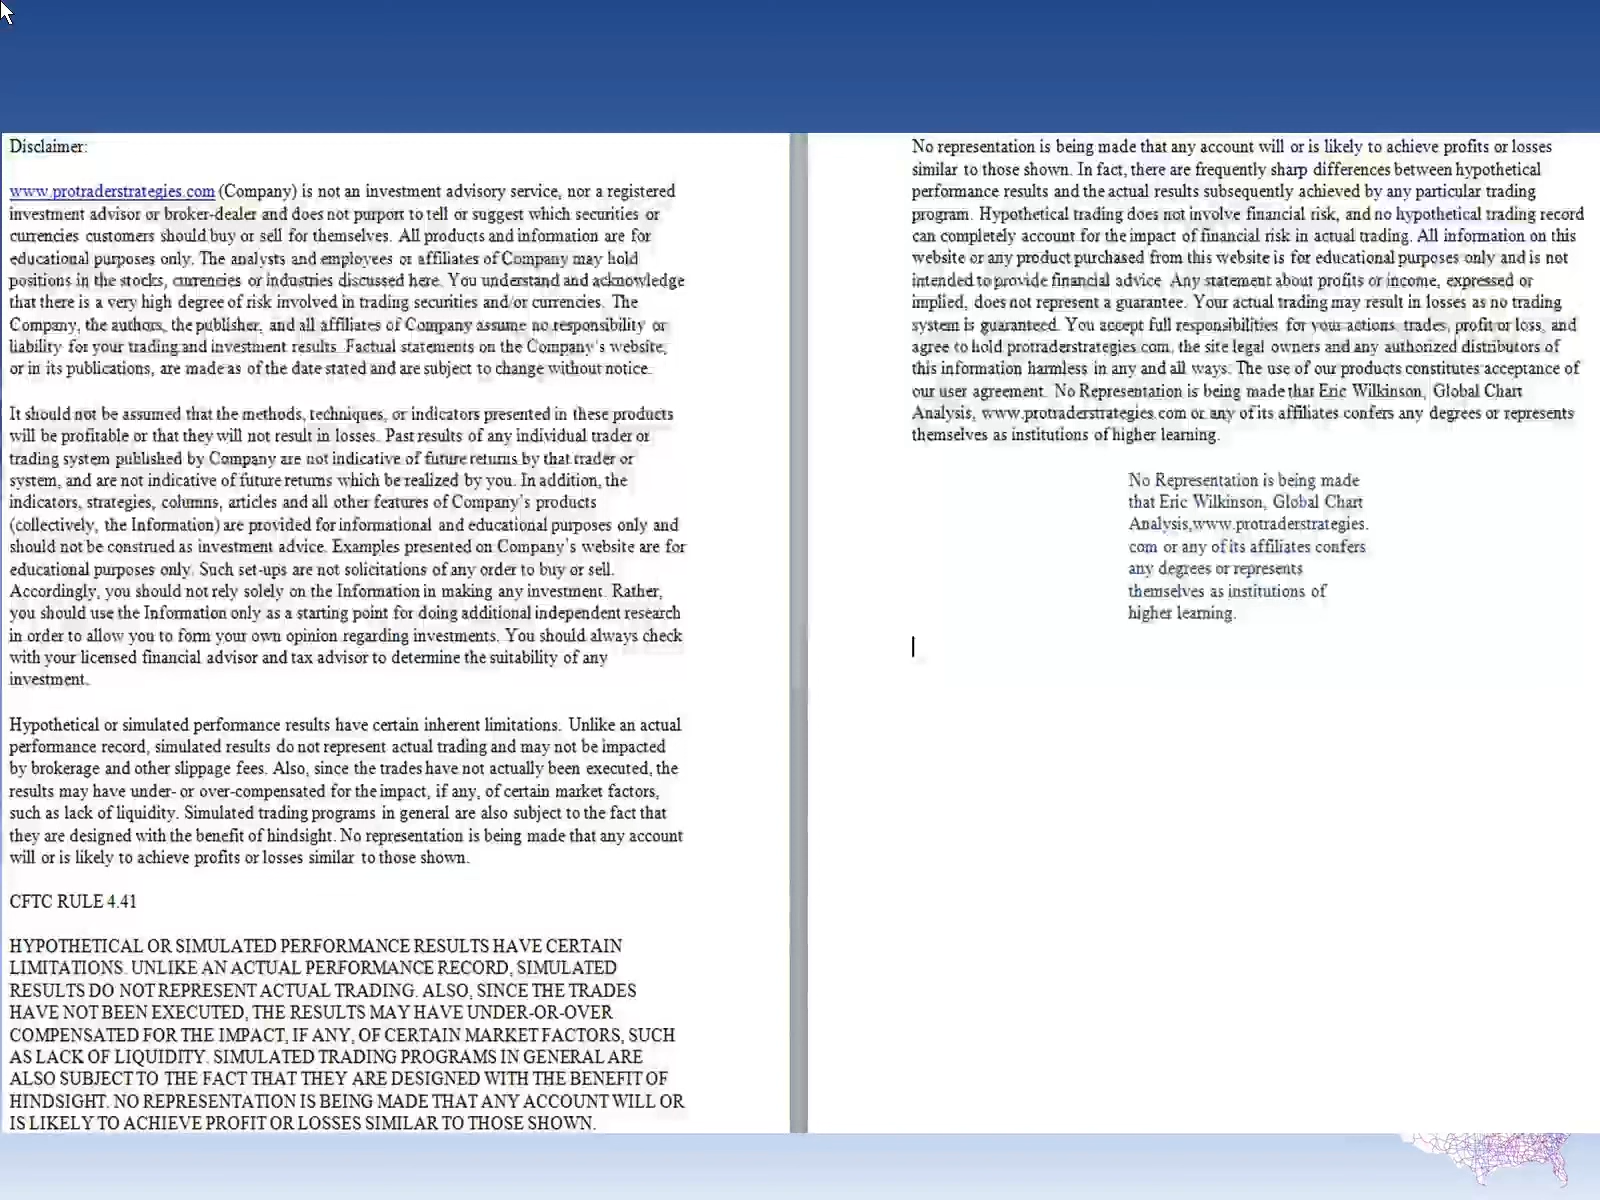 Disclaimer:
www.protraderstrategies.com (Company) is not an investment advisory service, nor a registered
investment advisor or broker-dealer and does not purport to tell or suggest which securities or
currencies customers should buy or sell for themselves. All products and information are for
educational purposes only. The analysts and employees or affiliates of Company may hold
positions in the stocks, currencies or industries discussed here. You understand and acknowledge
that there is a very high degree of risk involved in trading securities and/or currencies. The
Company, the authors, the publisher, and all affiliates of Company assume no responsibility or
liability for your trading and investment results. Factual statements on the Company's website,
or in its publications, are made as of the date stated and are subject to change without notice.
It should not be assumed that the methods, techniques, or indicators presented in these products
will be profitable or that they will not result in losses. Past results of any individual trader or
trading system published by Company are not indicative of future returns by that trader or
system, and are not indicative of future returns which be realized by you. In addition, the
indicators, strategies, columns, articles and all other features of Company's products
(collectively, the Information) are provided for informational and educational purposes only and
should not be construed as investment advice. Examples presented on Company's website are for
educational purposes only. Such set-ups are not solicitations of any order to buy or sell.
Accordingly, you should not rely solely on the Information in making any investment. Rather,
you should use the Information only as a starting point for doing additional independent research
in order to allow you to form your own opinion regarding investments. You should always check
with your licensed financial advisor and tax advisor to determine the suitability of any
investment.
Hypothetical or simulated performance results have certain inherent limitations. Unlike an actual
performance record, simulated results do not represent actual trading and may not be impacted
by brokerage and other slippage fees. Also, since the trades have not actually been executed, the
results may have under- or over-compensated for the impact, if any, of certain market factors,
such as lack of liquidity. Simulated trading programs in general are also subject to the fact that
they are designed with the benefit of hindsight. No representation is being made that any account
will or is likely to achieve profits or losses similar to those shown.
CFTC RULE 4.41
HYPOTHETICAL OR SIMULATED PERFORMANCE RESULTS HAVE CERTAIN
LIMITATIONS. UNLIKE AN ACTUAL PERFORMANCE RECORD, SIMULATED
RESULTS DO NOT REPRESENT ACTUAL TRADING. ALSO, SINCE THE TRADES
HAVE NOT BEEN EXECUTED, THE RESULTS MAY HAVE UNDER-OR-OVER
COMPENSATED FOR THE IMPACT, IF ANY, OF CERTAIN MARKET FACTORS, SUCH
AS LACK OF LIQUIDITY. SIMULATED TRADING PROGRAMS IN GENERAL ARE
ALSO SUBJECT TO THE FACT THAT THEY ARE DESIGNED WITH THE BENEFIT OF
HINDSIGHT. NO REPRESENTATION IS BEING MADE THAT ANY ACCOUNT WILL OR
IS LIKELY TO ACHIEVE PROFIT OR LOSSES SIMILAR TO THOSE SHOWN.
No representation is being made that any account will or is likely to achieve profits or losses
similar to those shown. In fact, there are frequently sharp differences between hypothetical
performance results and the actual results subsequently achieved by any particular trading
program. Hypothetical trading does not involve financial risk, and no hypothetical trading record
can completely account for the impact of financial risk in actual trading. All information on this
website or any product purchased from this website is for educational purposes only and is not
intended to provide financial advice. Any statement about profits or income, expressed or
implied, does not represent a guarantee. Your actual trading may result in losses as no trading
system is guaranteed. You accept full responsibilities for your actions, trades, profit or loss, and
agree to hold protraderstrategies.com, the site legal owners and any authorized distributors of
this information harmless in any and all ways. The use of our products constitutes acceptance of
our user agreement. No Representation is being made that Eric Wilkinson, Global Chart
Analysis, www.protraderstrategies.com or any of its affiliates confers any degrees or represents
themselves as institutions of higher learning.
No Representation is being made
that Eric Wilkinson, Global Chart
Analysis,www.protraderstrategies.
com or any of its affiliates confers
any degrees or represents
themselves as institutions of
higher learning.